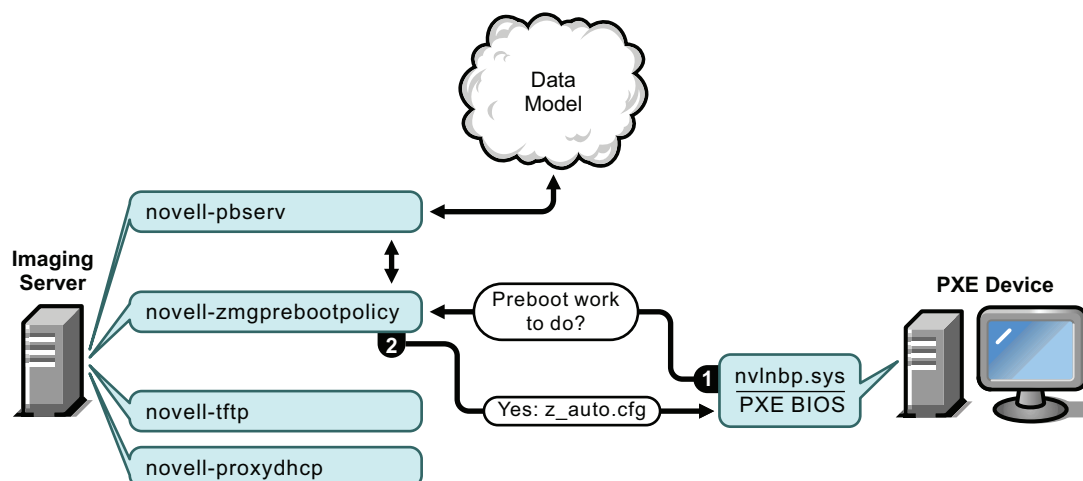 Data
Model
novell-pbserv
Imaging
Server
novell-zmgprebootpolicy
2
Preboot work
to do?
PXE Device
1
nvlnbp.sys
PXE BIOS
Yes: z_auto.cfg
novell-tftp
novell-proxydhcp